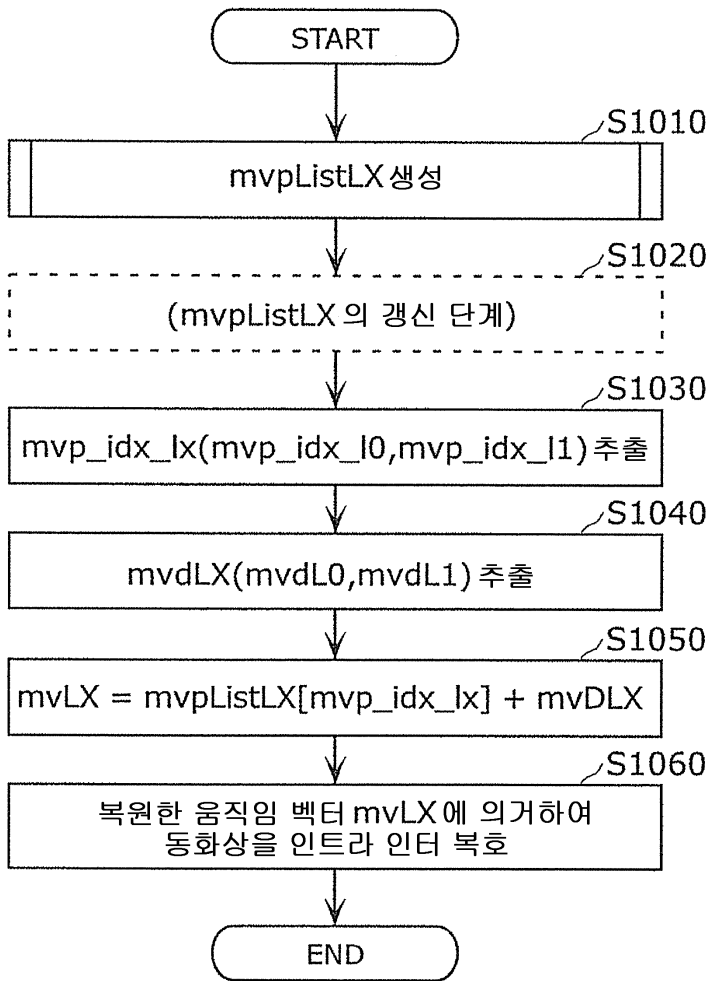 START
S1010
mvpListLX 생성
S1020
(mvpListLX 의 갱신 단계)
S1030
mvp_idx_lx(mvp_idx_l0,mvp_idx_l1) 추출
S1040
mvdLX(mvdL0,mvdL1) 추출
S1050
mvLX = mvpListLX[mvp_idx_lx] + mvDLX
S1060
복원한 움직임 벡터 mvLX에 의거하여
동화상을 인트라 인터 복호
END